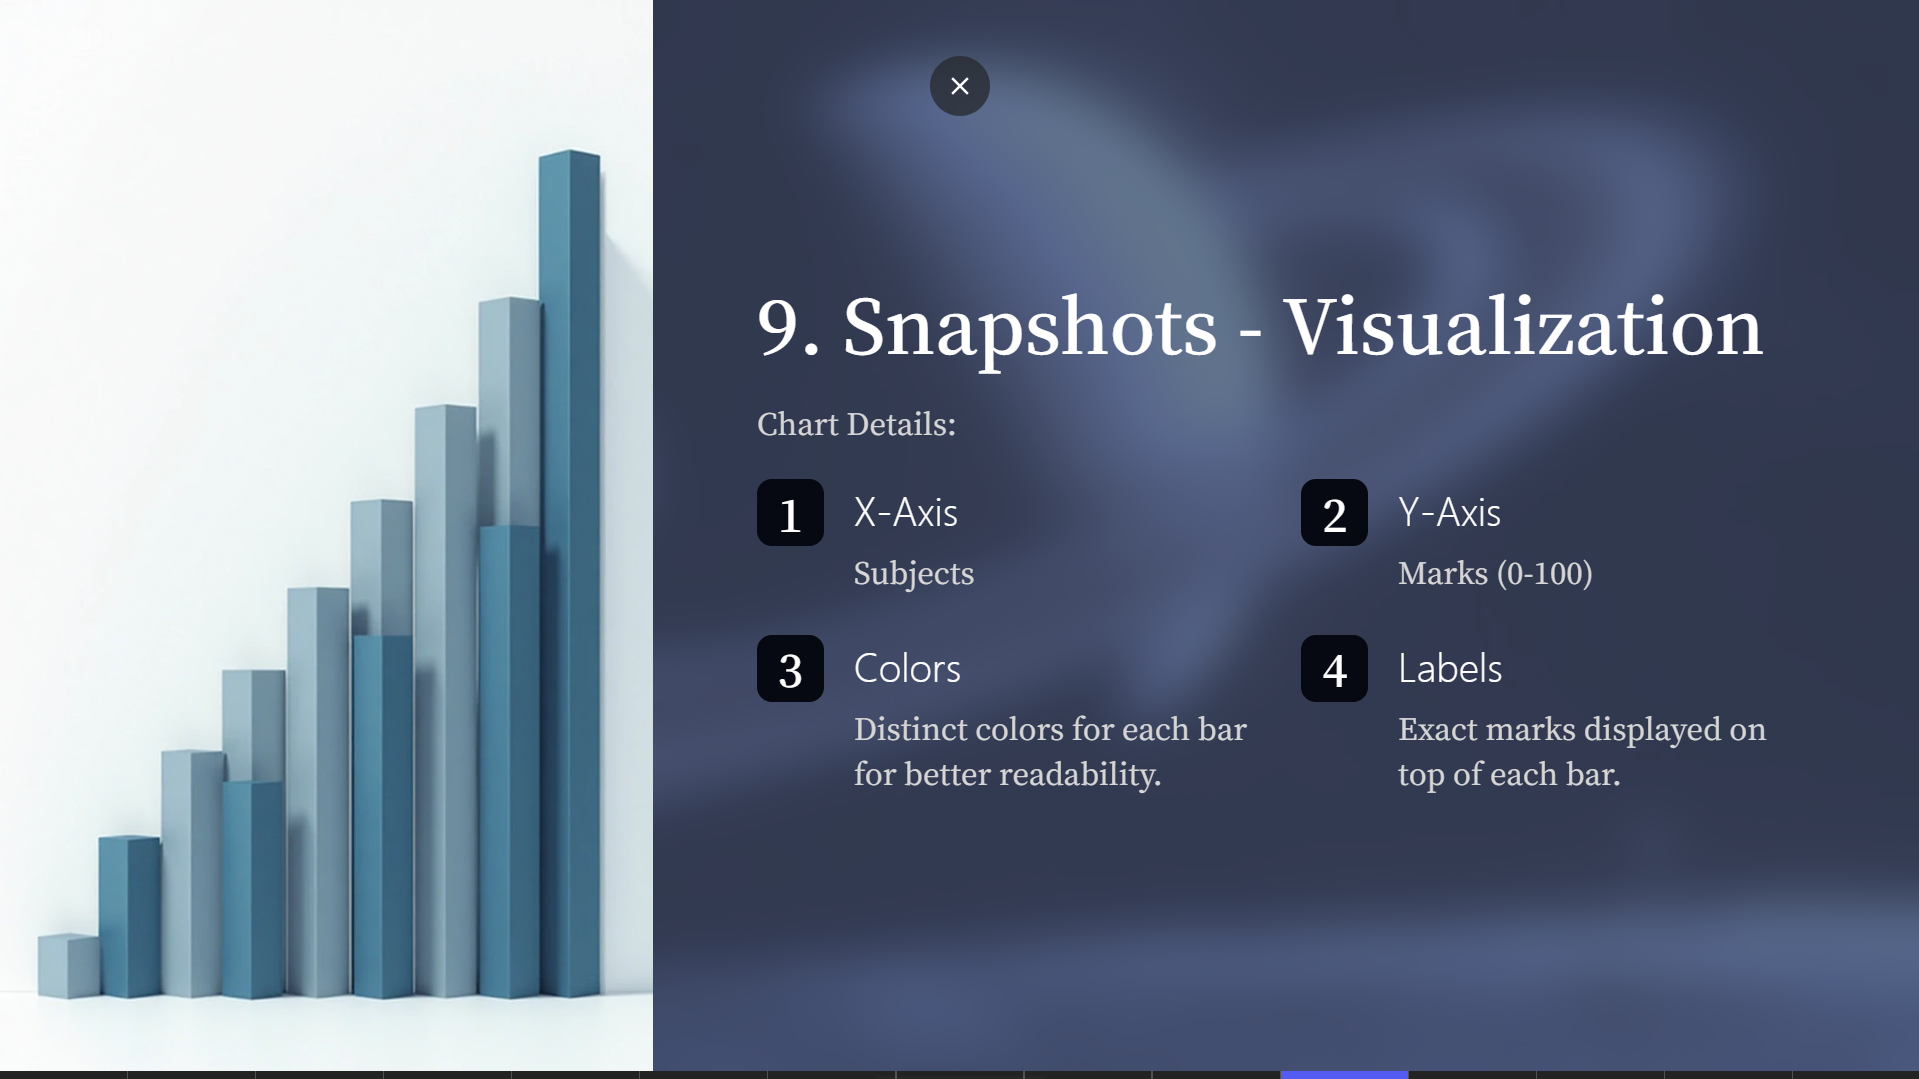 9. Snapshots - Visualization
Chart Details:
1
X-Axis
Subjects
2
Y-Axis
Marks (0-100)
3
Colors
Distinct colors for each bar
for better readability.
4
Labels
Exact marks displayed on
top of each bar.